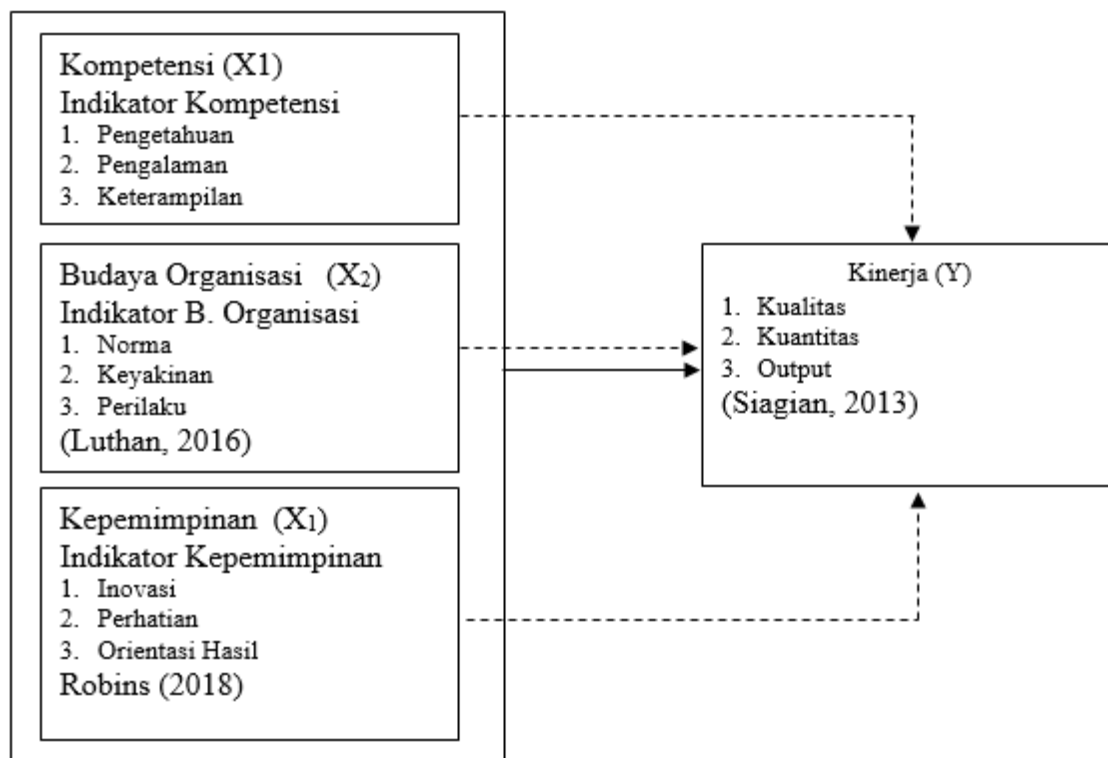 Kompetensi (X1)
Indikator Kompetensi
1. Pengetahuan
2. Pengalaman
3. Keterampilan
Budaya Organisasi (X₂)
Indikator B. Organisasi
1. Norma
2. Keyakinan
3. Perilaku
(Luthan, 2016)
Kepemimpinan (X₁)
Indikator Kepemimpinan
1. Inovasi
2. Perhatian
3. Orientasi Hasil
Robins (2018)
Kinerja (Y)
1. Kualitas
2. Kuantitas
3. Output
(Siagian, 2013)